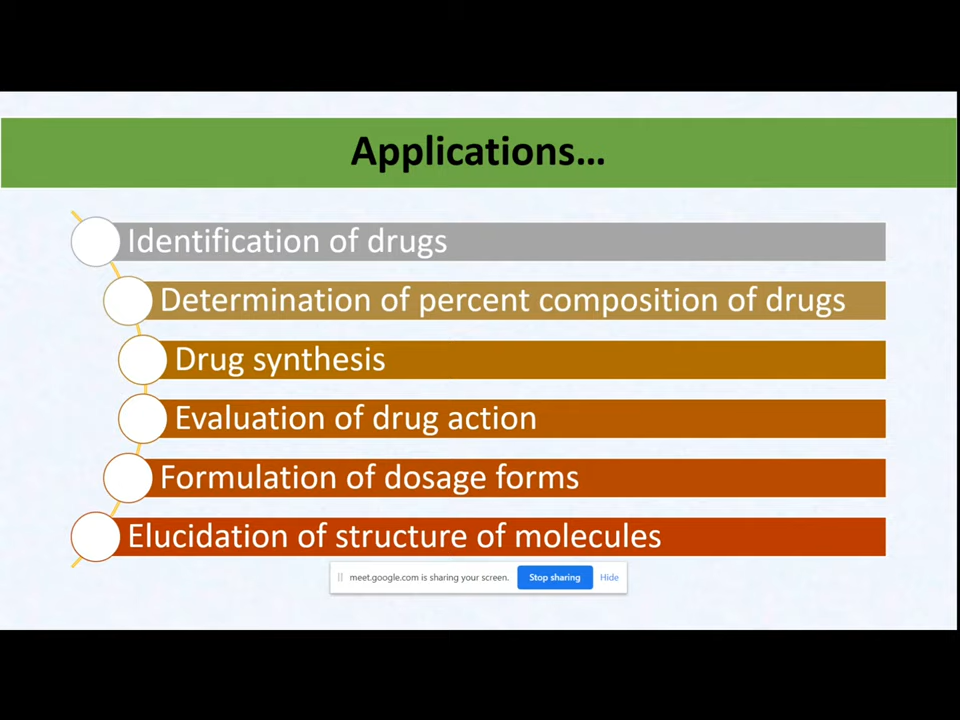 Applications…
Identification of drugs
Determination of percent composition of drugs
Drug synthesis
Evaluation of drug action
Formulation of dosage forms
Elucidation of structure of molecules
meet.google.com is sharing your screen. Stop sharing Hide